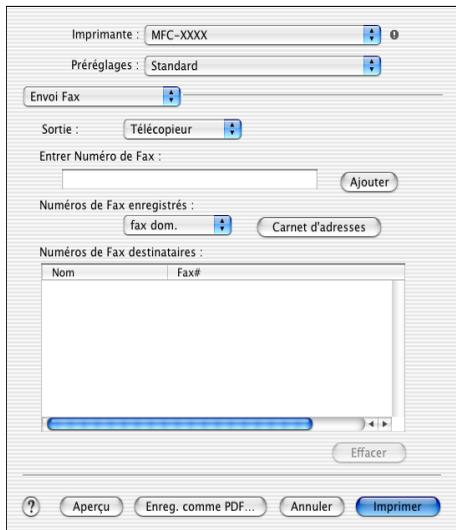 Imprimante : MFC-XXXX
Préréglages : Standard
Envoi Fax
Sortie : Télécopieur
Entrer Numéro de Fax :
Ajouter
Numéros de Fax enregistrés :
fax dom. Carnet d'adresses
Numéros de Fax destinataires :
Nom Fax#
Effacer
? Aperçu Enreg. comme PDF... Annuler Imprimer